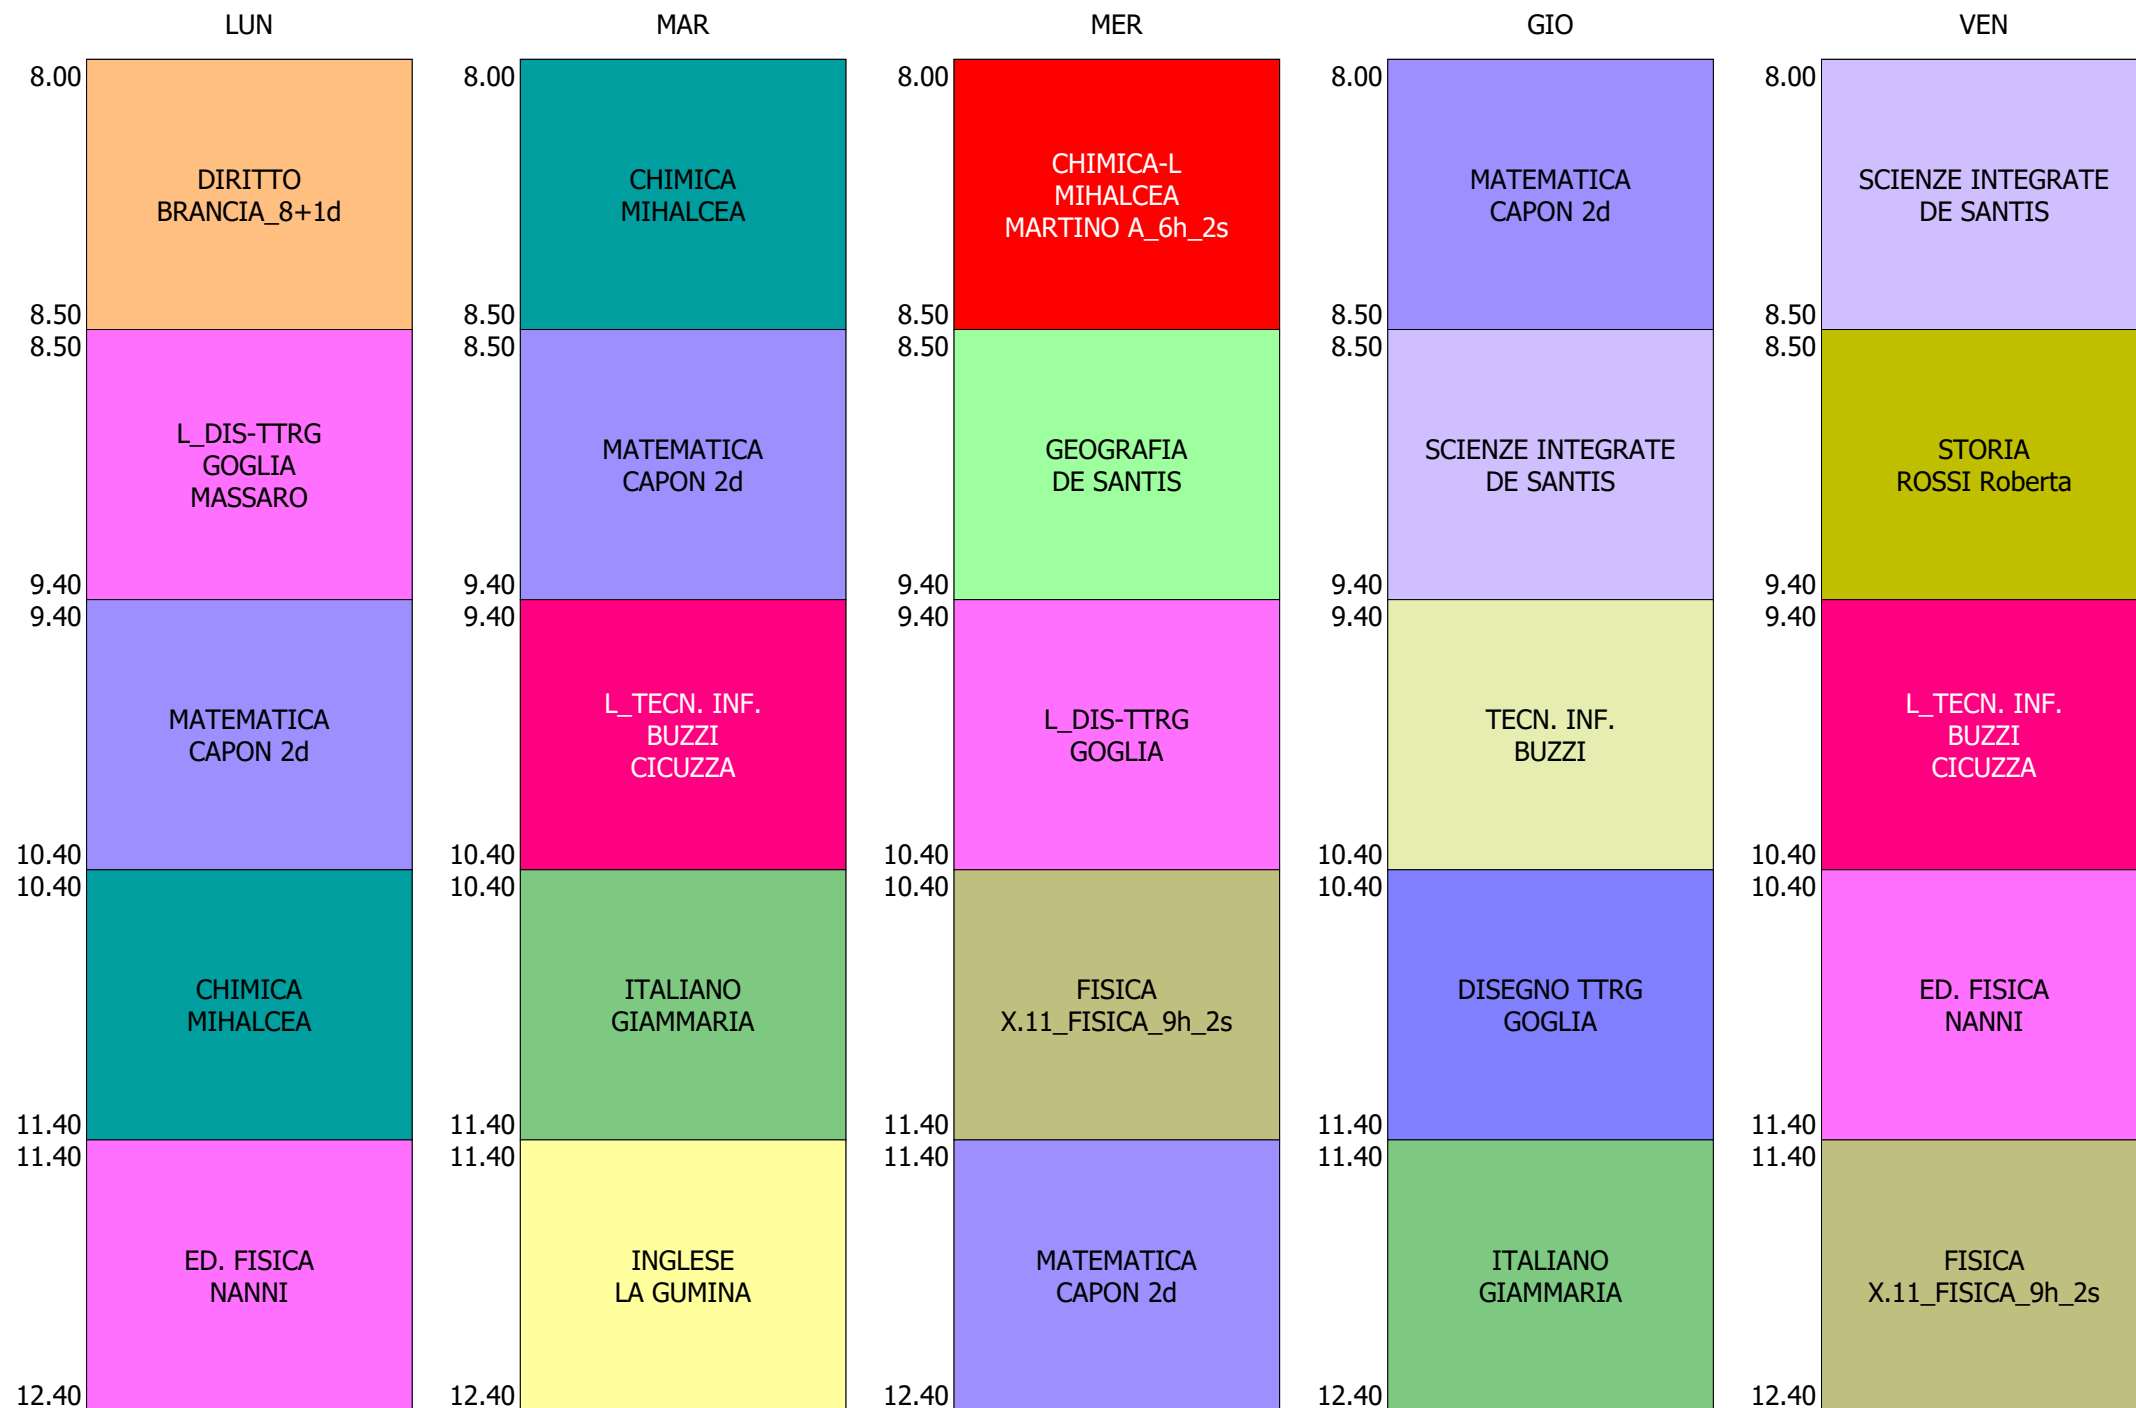 LUN
MAR
MER
GIO
VEN
8.00
DIRITTO
BRANCIA_8+1d
8.50
8.00
CHIMICA
MIHALCEA
8.50
8.00
CHIMICA-L
MIHALCEA
MARTINO A_6h_2s
8.50
8.00
MATEMATICA
CAPON 2d
8.50
8.00
SCIENZE INTEGRATE
DE SANTIS
8.50
8.50
L_DIS-TTRG
GOGLIA
MASSARO
9.40
8.50
MATEMATICA
CAPON 2d
9.40
8.50
GEOGRAFIA
DE SANTIS
9.40
8.50
SCIENZE INTEGRATE
DE SANTIS
9.40
8.50
STORIA
ROSSI Roberta
9.40
9.40
MATEMATICA
CAPON 2d
10.40
9.40
L_TECN. INF.
BUZZI
CICUZZA
10.40
9.40
L_DIS-TTRG
GOGLIA
10.40
9.40
TECN. INF.
BUZZI
10.40
9.40
L_TECN. INF.
BUZZI
CICUZZA
10.40
10.40
CHIMICA
MIHALCEA
11.40
10.40
ITALIANO
GIAMMARIA
11.40
10.40
FISICA
X.11_FISICA_9h_2s
11.40
10.40
DISEGNO TTRG
GOGLIA
11.40
10.40
ED. FISICA
NANNI
11.40
11.40
ED. FISICA
NANNI
12.40
11.40
INGLESE
LA GUMINA
12.40
11.40
MATEMATICA
CAPON 2d
12.40
11.40
ITALIANO
GIAMMARIA
12.40
11.40
FISICA
X.11_FISICA_9h_2s
12.40